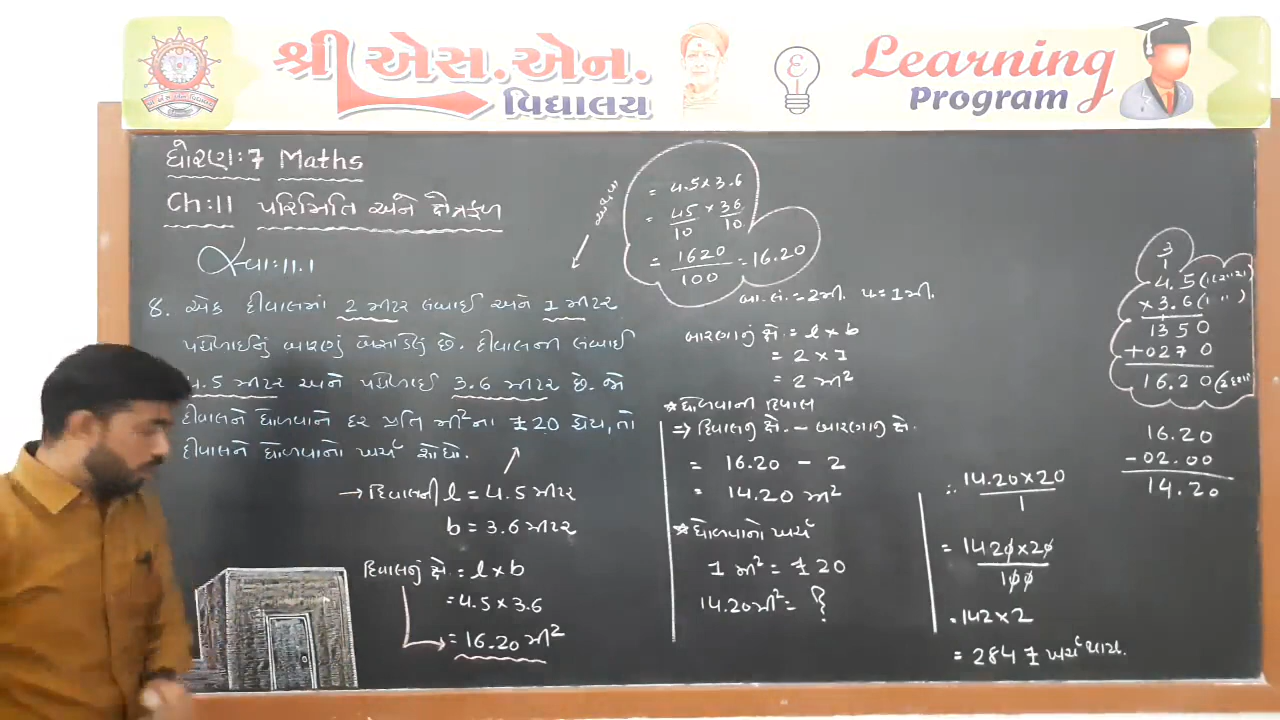 શ્રી એસ.એન. વિદ્યાલય
Learning Program
ધોરણ:7 Maths
Ch:11 પરિમિતિ અને ક્ષેત્રફળ
સ્વા:11.1
8. એક દીવાલમાં 2 મીટર લંબાઈ અને 1 મીટર
પહોળાઈનું બારણું બેસાડેલું છે. દીવાલની લંબાઈ
4.5 મીટર અને પહોળાઈ 3.6 મીટર છે. જો
દીવાલને ધોળવાનો દર પ્રતિ મી²ના ₹20 હોય, તો
દીવાલને ધોળવાનો ખર્ચ શોધો.
→ દિવાલની l = 4.5 મીટર
b = 3.6 મીટર
દિવાલનું ક્ષે. = l x b
= 4.5 x 3.6
= 16.20 મી²
= 4.5 x 3.6
= 45/10 x 36/10
= 1620/100 = 16.20
બા.લં. = 2મી. પ = 1મી.
બારણાનું ક્ષે. = l x b
= 2 x 1
= 2 મી²
* ધોળવાની દિવાલ
⇒ દિવાલનું ક્ષે. - બારણાનું ક્ષે.
= 16.20 - 2
= 14.20 મી²
* ધોળવાનો ખર્ચ
1 મી² = ₹20
14.20મી² = ?
∴ 14.20 x 20 / 1
= 1420 x 20 / 100
= 142 x 2
= 284 ₹ ખર્ચ થાય.
3
1
4.5
x 3.6
1350
+0270
16.20
16.20
- 02.00
14.20